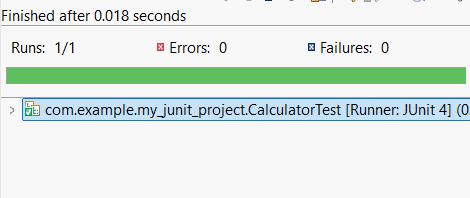 Finished after 0.018 seconds
Runs: 1/1 Errors: 0 Failures: 0
com.example.my_junit_project.CalculatorTest [Runner: JUnit 4] (0